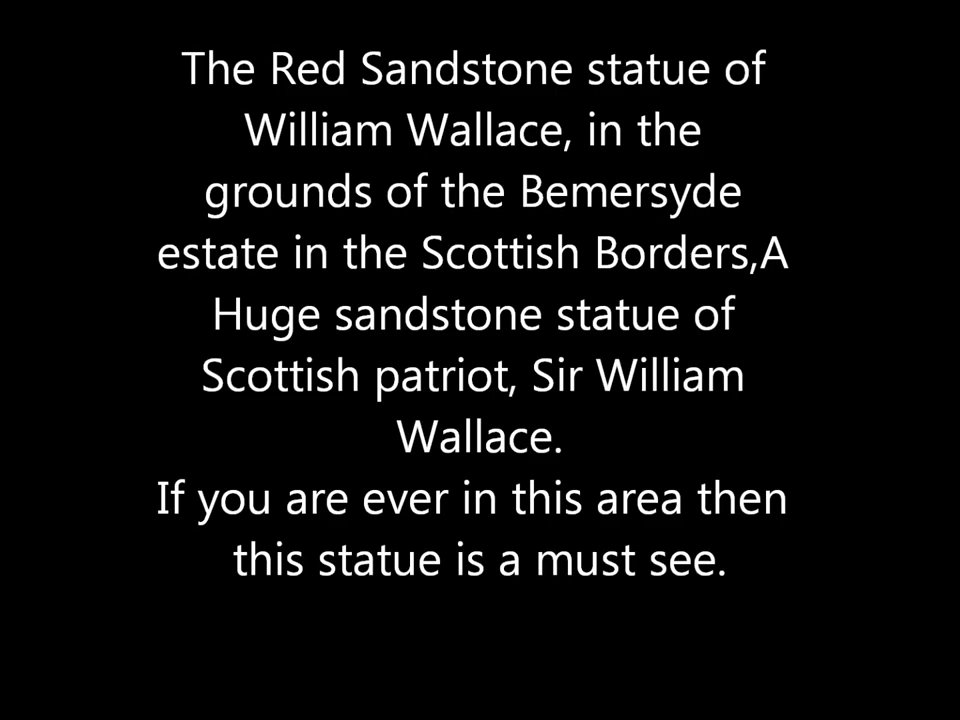 The Red Sandstone statue of
William Wallace, in the
grounds of the Bemersyde
estate in the Scottish Borders,A
Huge sandstone statue of
Scottish patriot, Sir William
Wallace.
If you are ever in this area then
this statue is a must see.